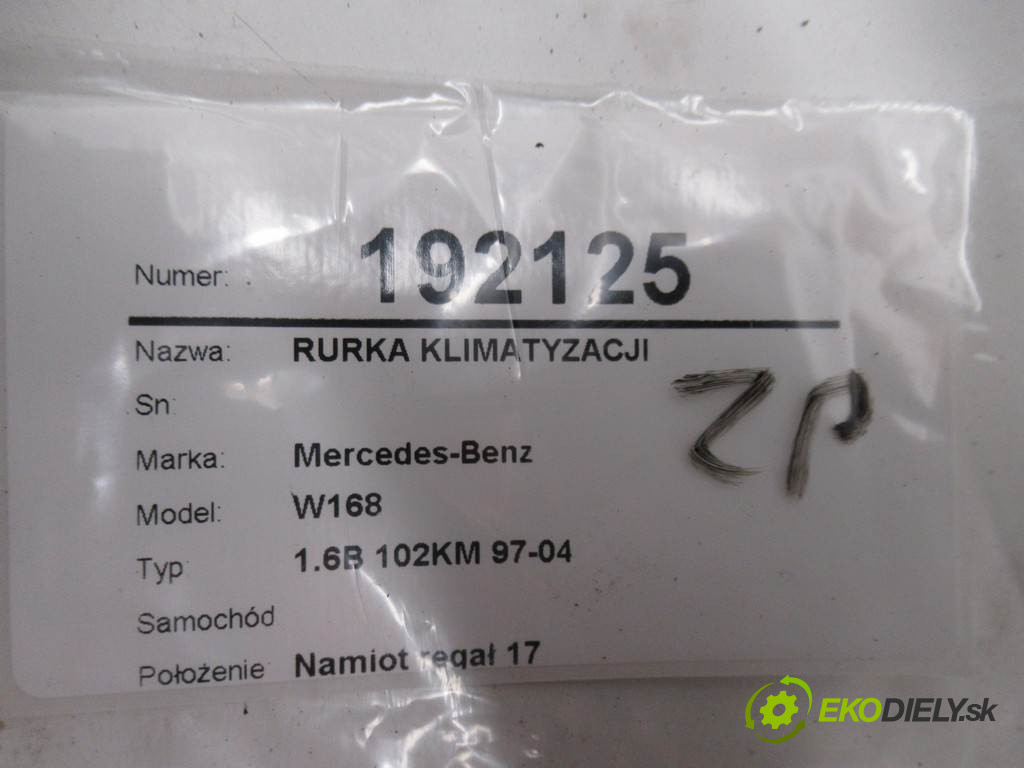 Numer: 192125
Nazwa: RURKA KLIMATYZACJI
Sn:
Marka: Mercedes-Benz
Model: W168
Typ 1.6B 102KM 97-04
Samochód
Położenie Namiot regał 17
ZP
EKODIELY.sk